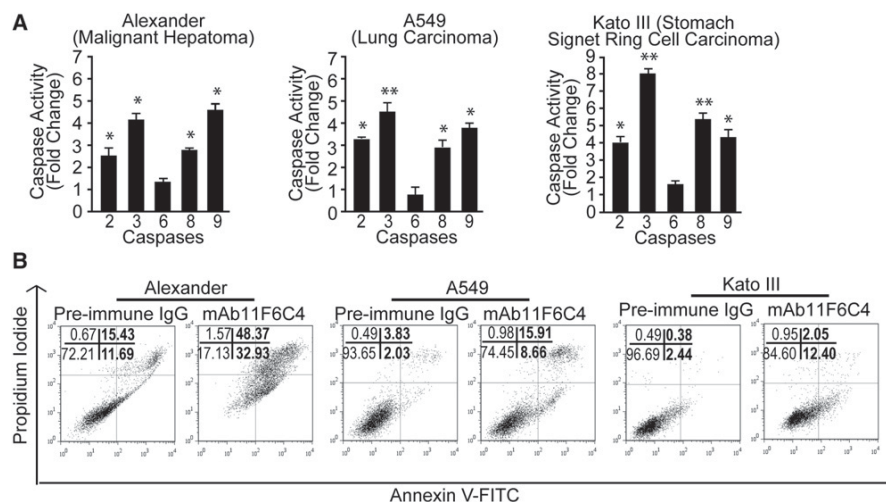 A
Alexander
(Malignant Hepatoma)
Caspase Activity
(Fold Change)
7
6
5
4
3
2
1
0
*
*
*
*
2 3 6 8 9
Caspases
A549
(Lung Carcinoma)
Caspase Activity
(Fold Change)
7
6
5
4
3
2
1
0
*
**
*
*
2 3 6 8 9
Caspases
Kato III (Stomach
Signet Ring Cell Carcinoma)
Caspase Activity
(Fold Change)
9
8
7
6
5
4
3
2
0
*
**
**
*
2 3 6 8 9
Caspases
B
Propidium Iodide
Alexander
Pre-immune IgG
0.67 15.43
72.21 11.69
mAb11F6C4
1.57 48.37
17.13 32.93
A549
Pre-immune IgG
0.49 3.83
93.65 2.03
mAb11F6C4
0.98 15.91
74.45 8.66
Kato III
Pre-immune IgG
0.49 0.38
96.69 2.44
mAb11F6C4
0.95 2.05
84.60 12.40
Annexin V-FITC